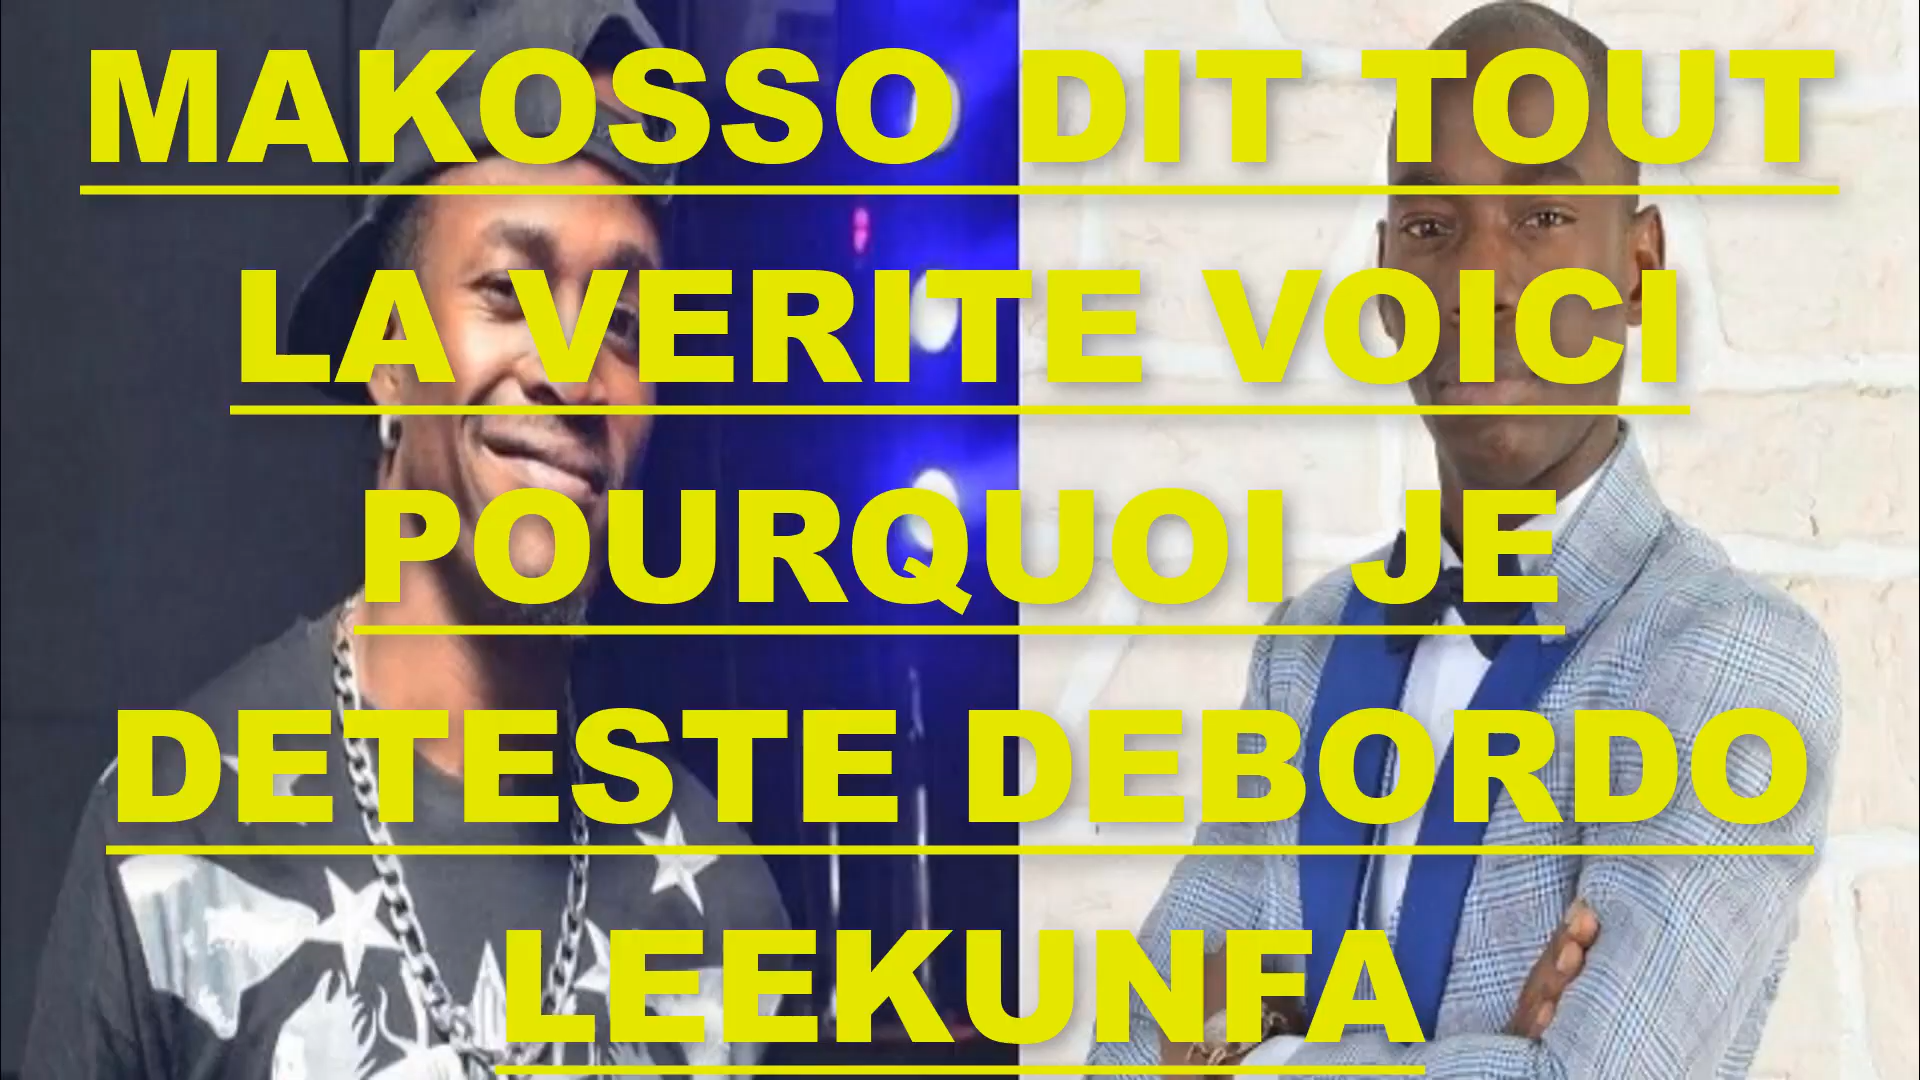 MAKOSSO DIT TOUT
LA VERITE VOICI
POURQUOI JE
DETESTE DEBORDO
LEEKUNFA